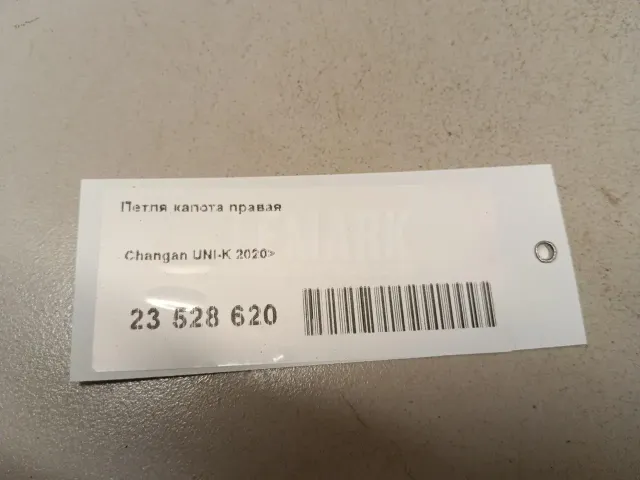 Петля капота правая
Changan UNI-K 2020>
23 528 620